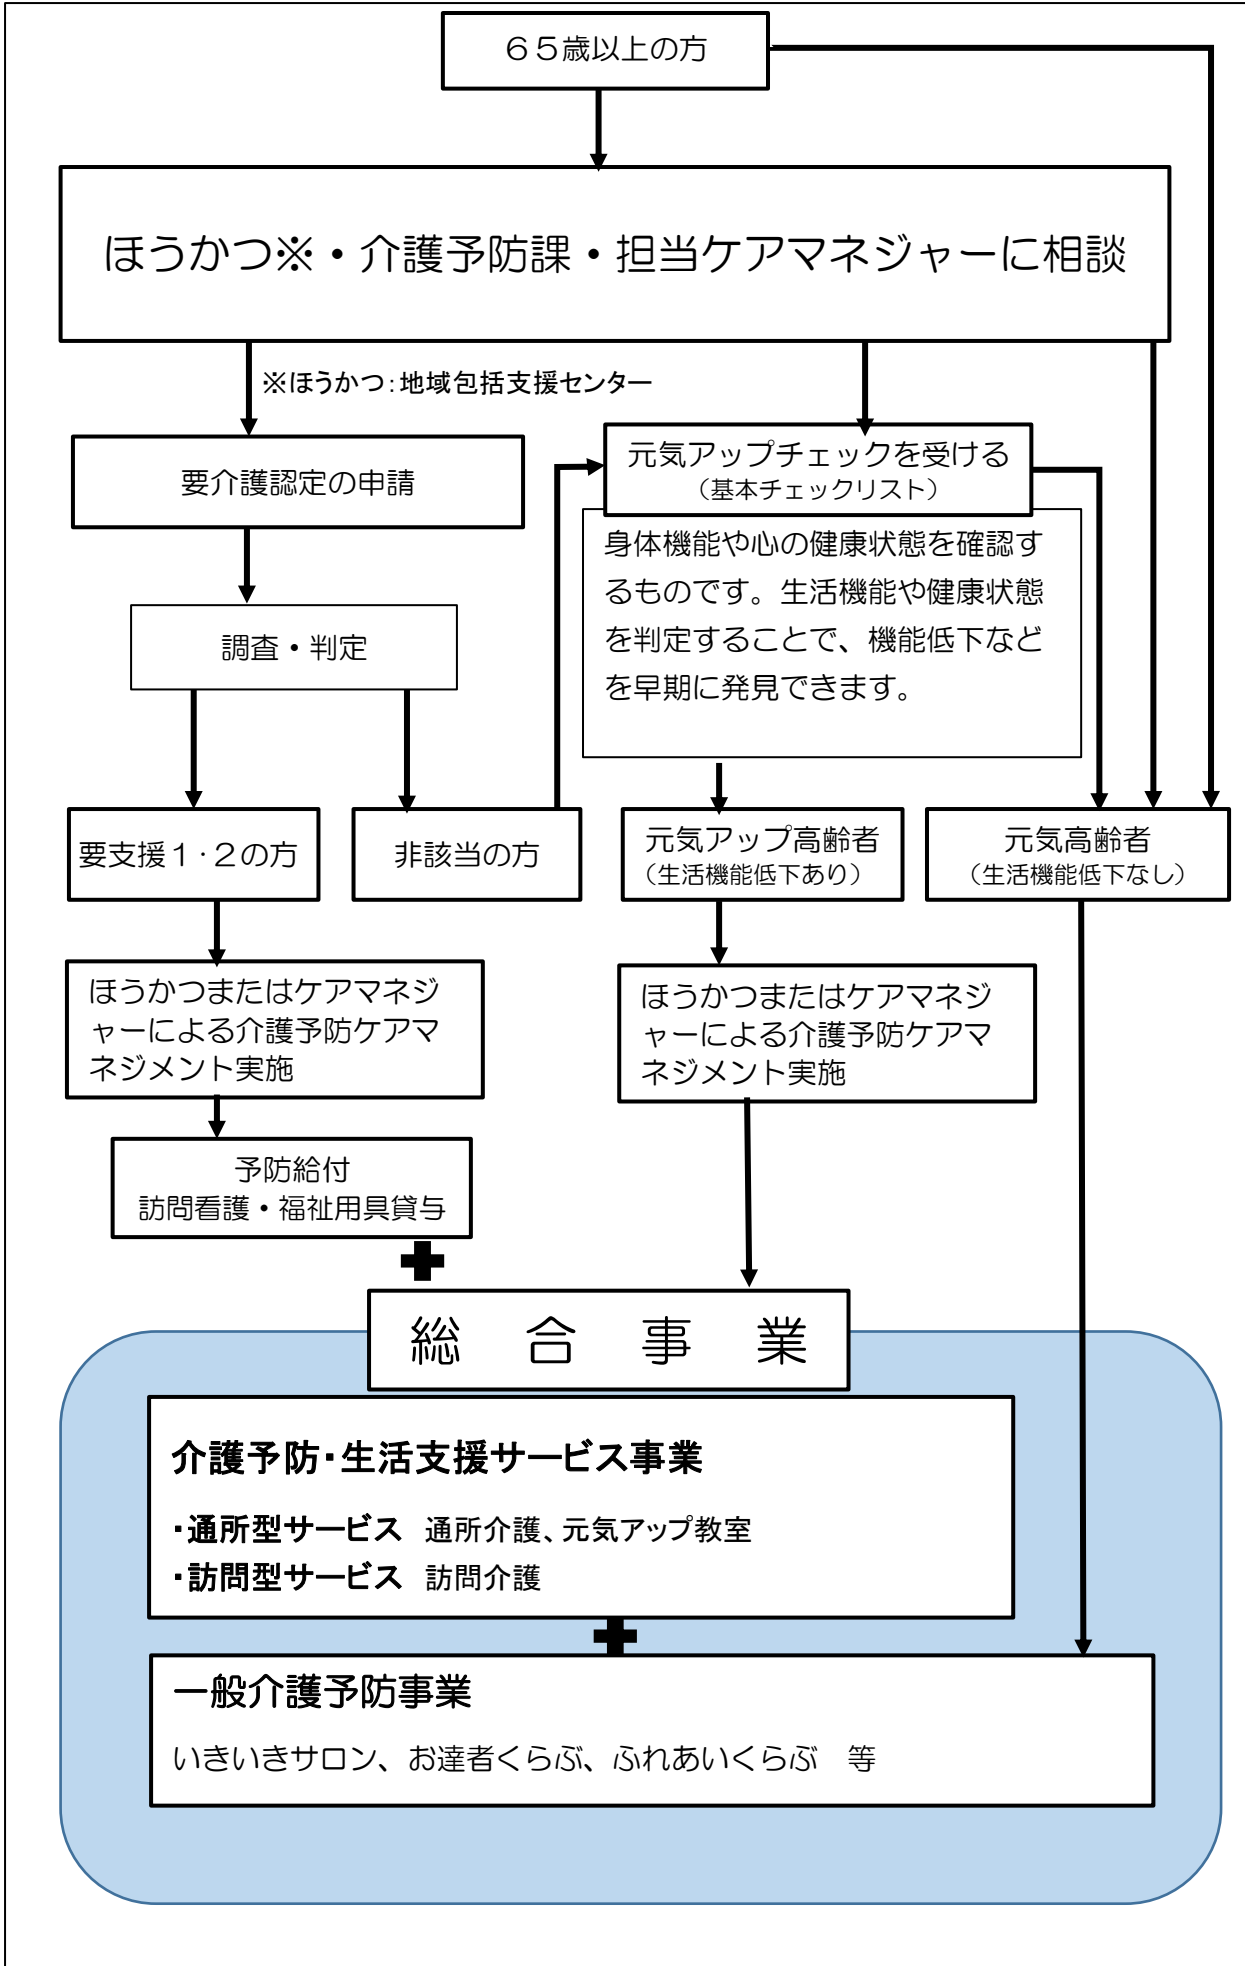 ６５歳以上の方
ほうかつ※・介護予防課・担当ケアマネジャーに相談
※ほうかつ：地域包括支援センター
要介護認定の申請
元気アップチェックを受ける
（基本チェックリスト）
身体機能や心の健康状態を確認す
るものです。生活機能や健康状態
を判定することで、機能低下など
を早期に発見できます。
調査・判定
要支援１・２の方
非該当の方
元気アップ高齢者
（生活機能低下あり）
元気高齢者
（生活機能低下なし）
ほうかつまたはケアマネジ
ャーによる介護予防ケアマ
ネジメント実施
ほうかつまたはケアマネジ
ャーによる介護予防ケアマ
ネジメント実施
予防給付
訪問看護・福祉用具貸与
総　合　事　業
介護予防・生活支援サービス事業
・通所型サービス　通所介護、元気アップ教室
・訪問型サービス　訪問介護
一般介護予防事業
いきいきサロン、お達者くらぶ、ふれあいくらぶ　等